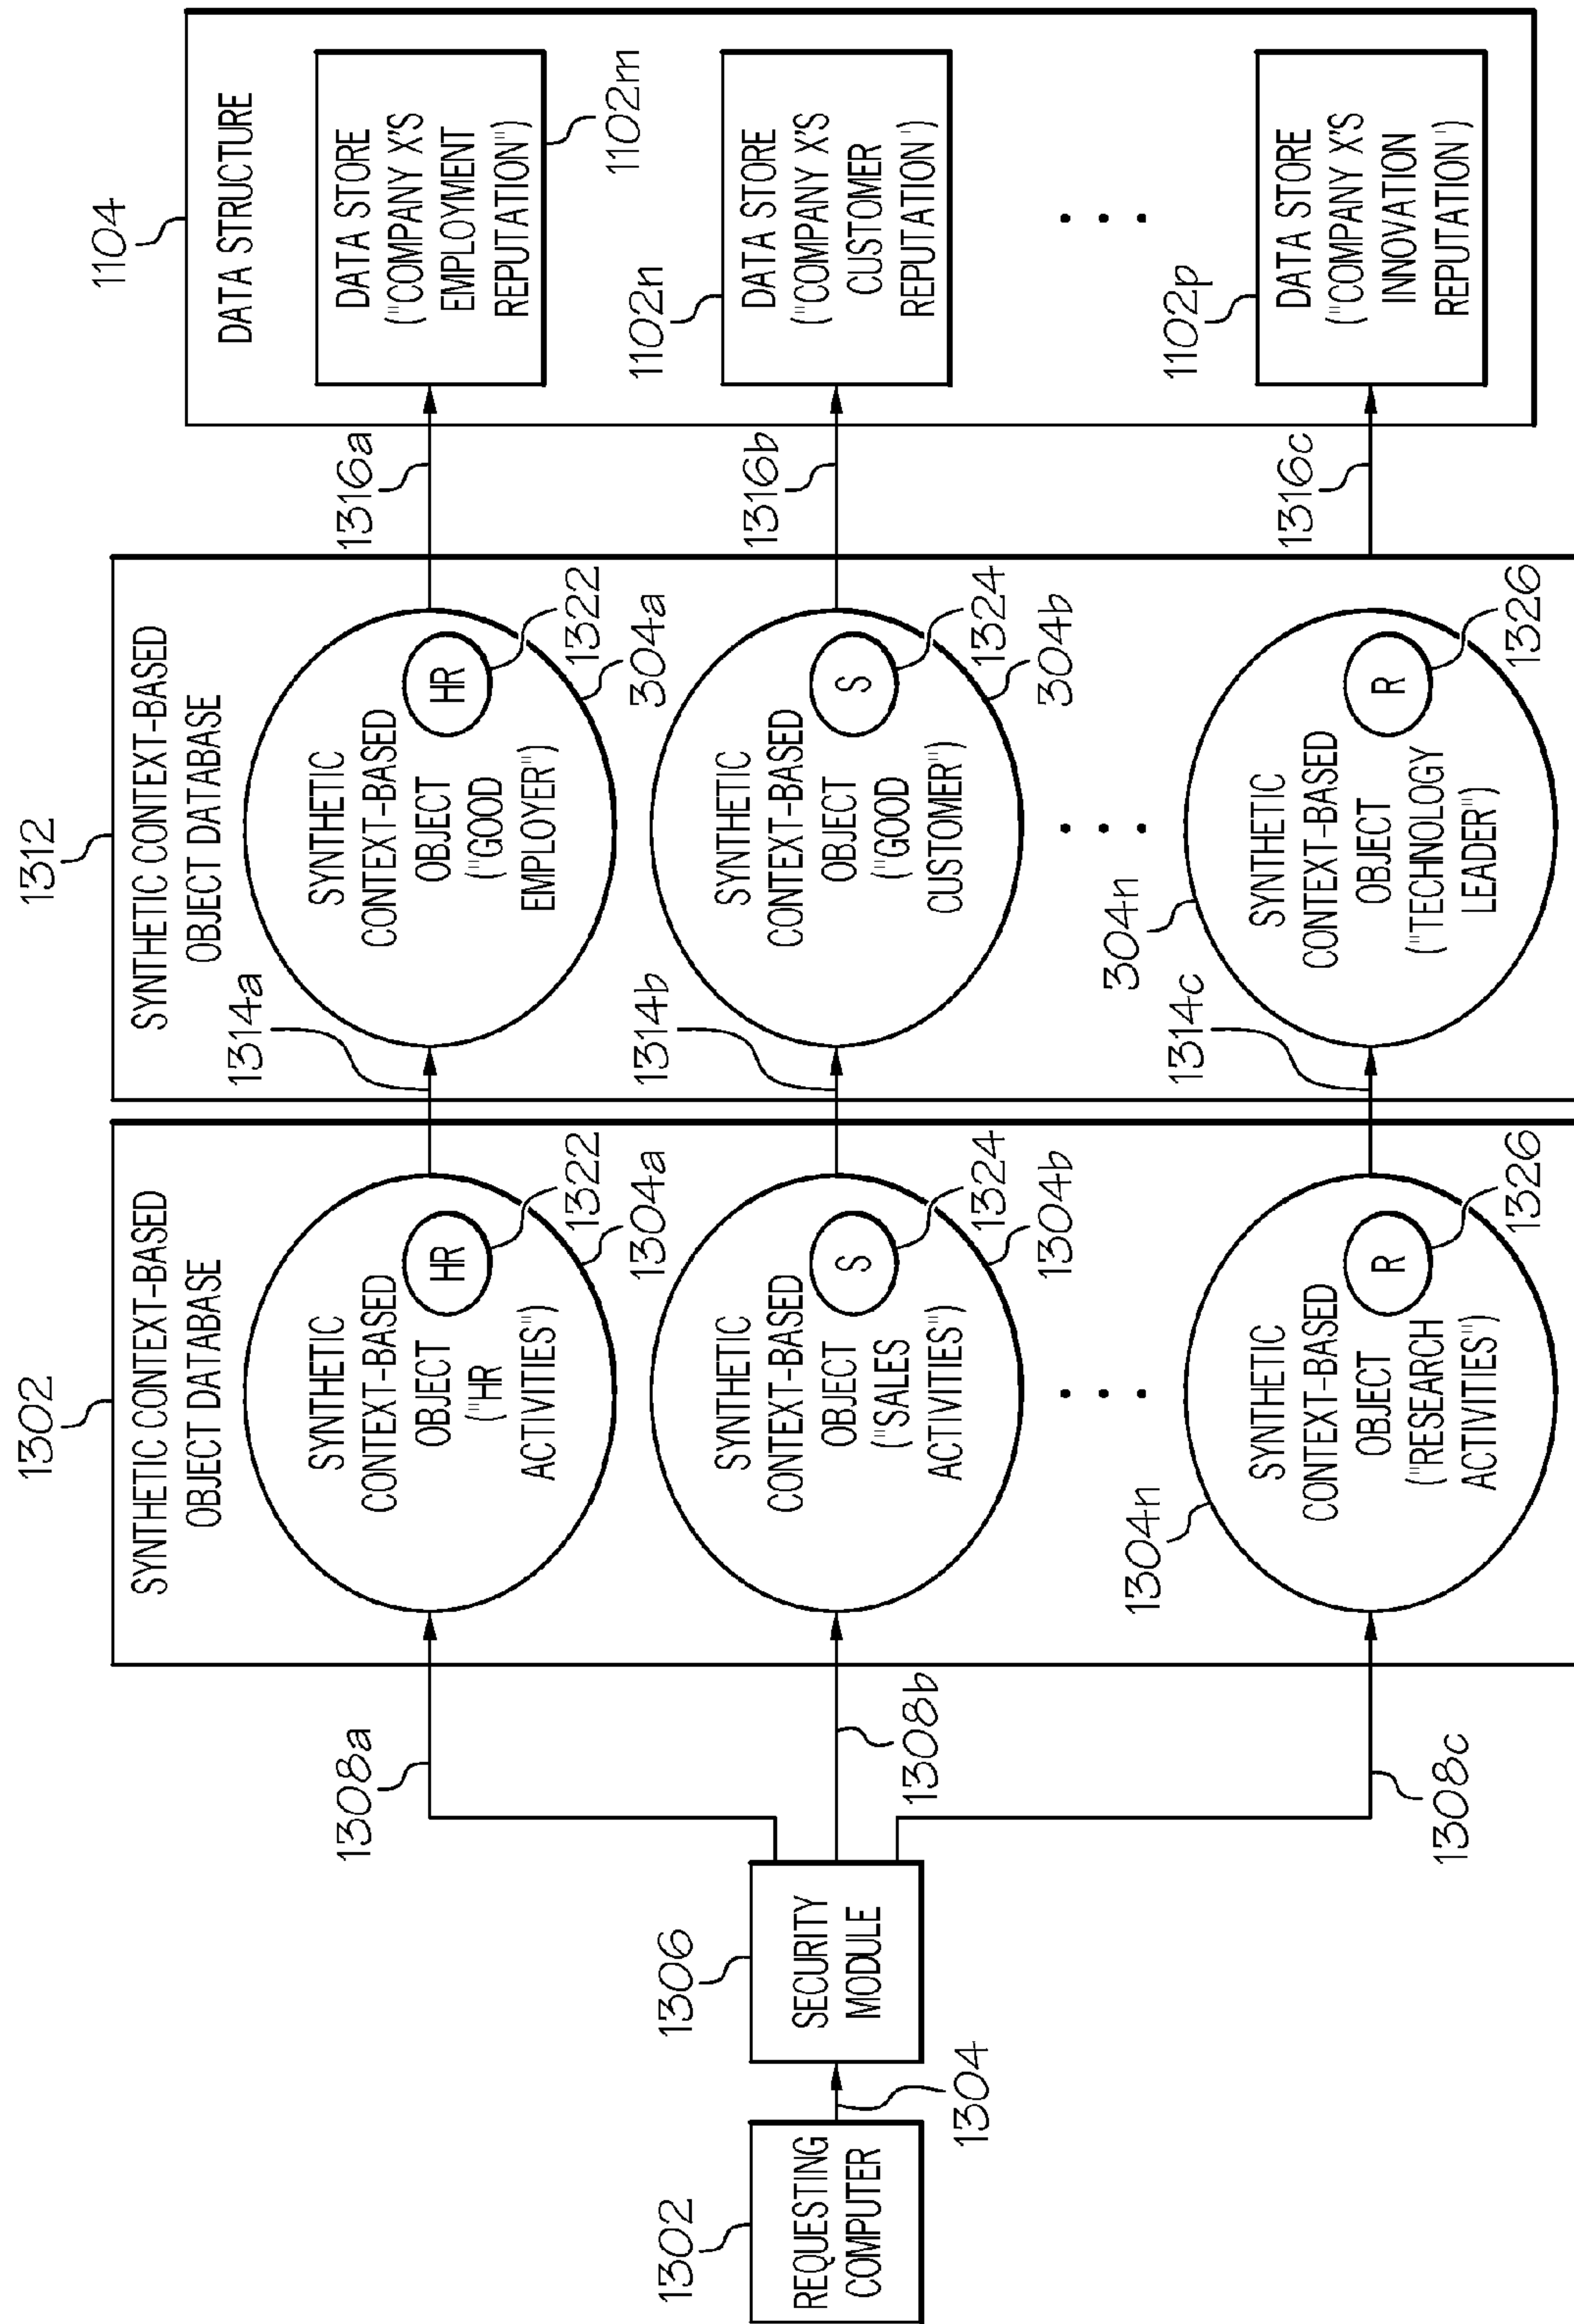 1302
REQUESTING
COMPUTER
1304
1306
SECURITY
MODULE
1308a
1308b
1308c
1302
SYNTHETIC CONTEXT-BASED
OBJECT DATABASE
SYNTHETIC
CONTEXT-BASED
OBJECT
("HR
ACTIVITIES")
HR
1322
1304a
SYNTHETIC
CONTEXT-BASED
OBJECT
("SALES
ACTIVITIES")
S
1324
1304b
1304n
SYNTHETIC
CONTEXT-BASED
OBJECT
("RESEARCH
ACTIVITIES")
R
1326
1312
SYNTHETIC CONTEXT-BASED
OBJECT DATABASE
1314a
SYNTHETIC
CONTEXT-BASED
OBJECT
("GOOD
EMPLOYER")
HR
1322
304a
1314b
SYNTHETIC
CONTEXT-BASED
OBJECT
("GOOD
CUSTOMER")
S
1324
304b
304n
1314c
SYNTHETIC
CONTEXT-BASED
OBJECT
("TECHNOLOGY
LEADER")
R
1326
1316a
1316b
1316c
1104
DATA STRUCTURE
DATA STORE
("COMPANY X'S
EMPLOYMENT
REPUTATION")
1102m
1102n
DATA STORE
("COMPANY X'S
CUSTOMER
REPUTATION')
1102p
DATA STORE
("COMPANY X'S
INNOVATION
REPUTATION')